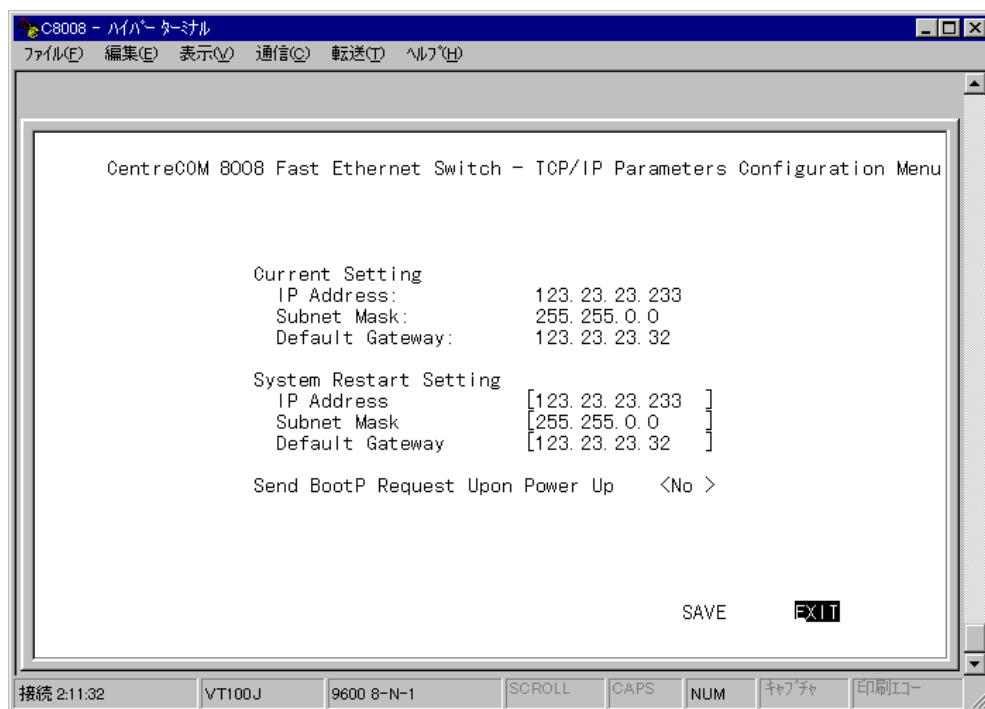 C8008 - ﾊｲﾊﾟｰ ﾀｰﾐﾅﾙ
ﾌｧｲﾙ(F) 編集(E) 表示(V) 通信(C) 転送(T) ﾍﾙﾌﾟ(H)
CentreCOM 8008 Fast Ethernet Switch - TCP/IP Parameters Configuration Menu
Current Setting
IP Address: 123.23.23.233
Subnet Mask: 255.255.0.0
Default Gateway: 123.23.23.32
System Restart Setting
IP Address [123.23.23.233 ]
Subnet Mask [255.255.0.0 ]
Default Gateway [123.23.23.32 ]
Send BootP Request Upon Power Up <No >
SAVE EXIT
接続 2:11:32 VT100J 9600 8-N-1 SCROLL CAPS NUM ｷｬﾌﾟﾁｬ 印刷ｴｺｰ